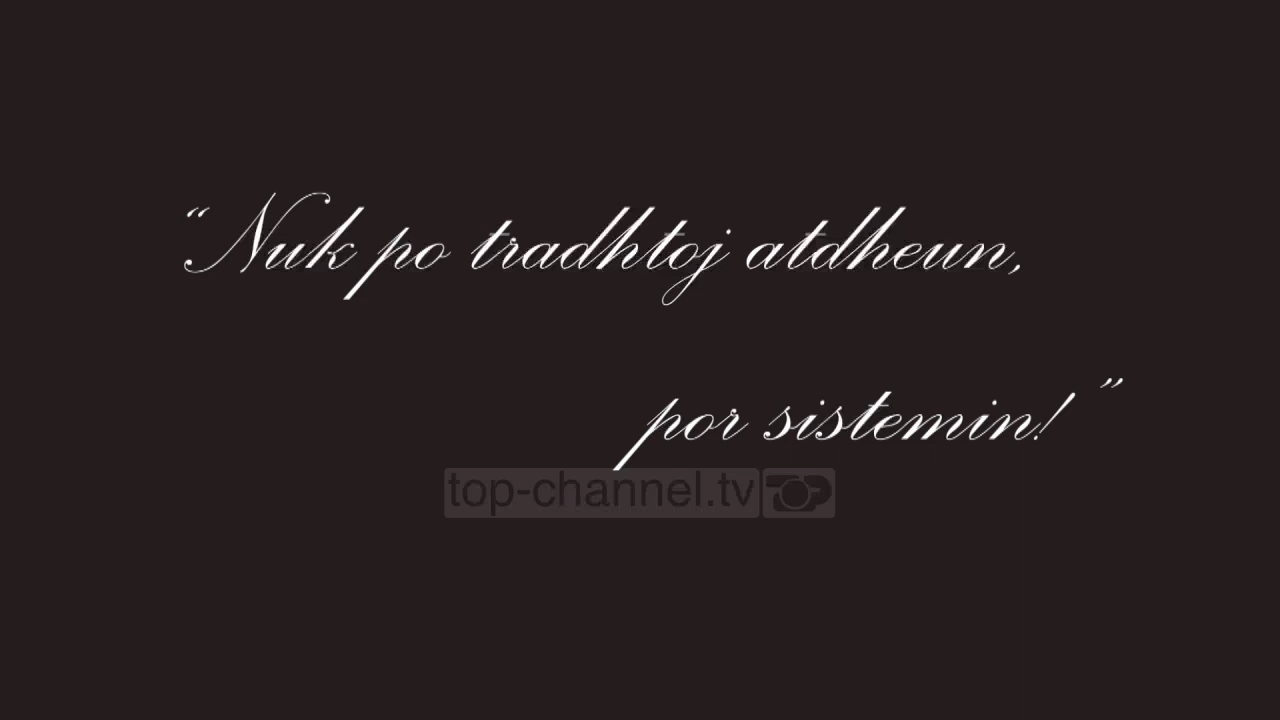 “Nuk po tradhtoj atdheun,
por sistemin! ”
top-channel.tv